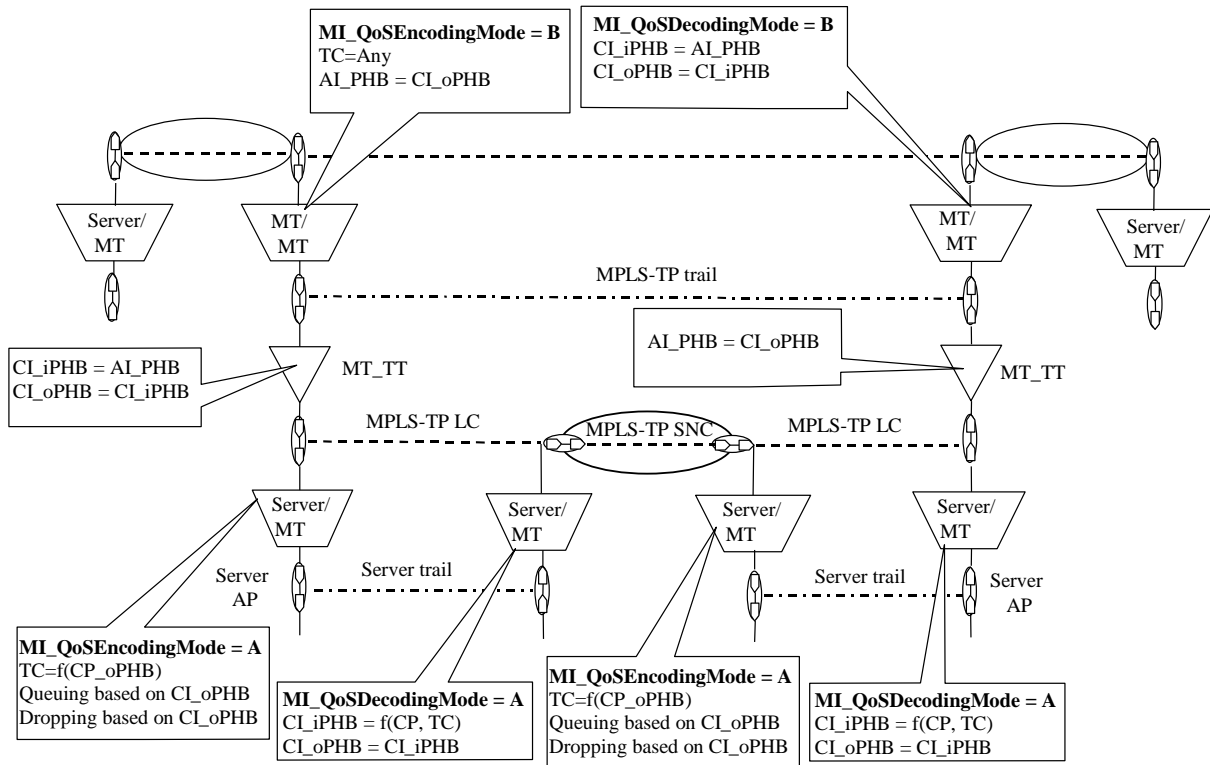 MI_QoSEncodingMode = B
TC=Any
AI_PHB = CI_oPHB
MI_QoSDecodingMode = B
CI_iPHB = AI_PHB
CI_oPHB = CI_iPHB
Server/
MT
MT/
MT
MT/
MT
Server/
MT
MPLS-TP trail
CI_iPHB = AI_PHB
CI_oPHB = CI_iPHB
MT_TT
AI_PHB = CI_oPHB
MT_TT
MPLS-TP LC
MPLS-TP SNC
MPLS-TP LC
Server/
MT
Server/
MT
Server/
MT
Server/
MT
Server
AP
Server trail
Server trail
Server
AP
MI_QoSEncodingMode = A
TC=f(CP_oPHB)
Queuing based on CI_oPHB
Dropping based on CI_oPHB
MI_QoSDecodingMode = A
CI_iPHB = f(CP, TC)
CI_oPHB = CI_iPHB
MI_QoSEncodingMode = A
TC=f(CP_oPHB)
Queuing based on CI_oPHB
Dropping based on CI_oPHB
MI_QoSDecodingMode = A
CI_iPHB = f(CP, TC)
CI_oPHB = CI_iPHB